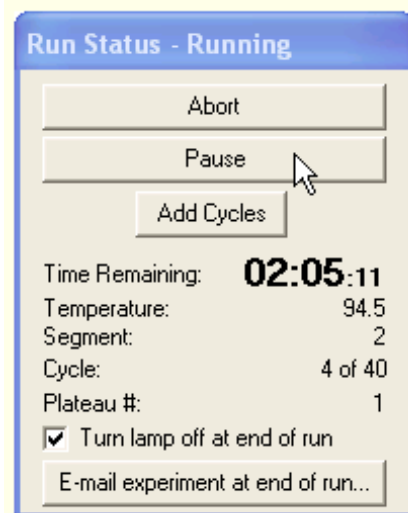 Run Status - Running
Abort
Pause
Add Cycles
Time Remaining: 02:05:11
Temperature: 94.5
Segment: 2
Cycle: 4 of 40
Plateau #: 1
Turn lamp off at end of run
E-mail experiment at end of run...